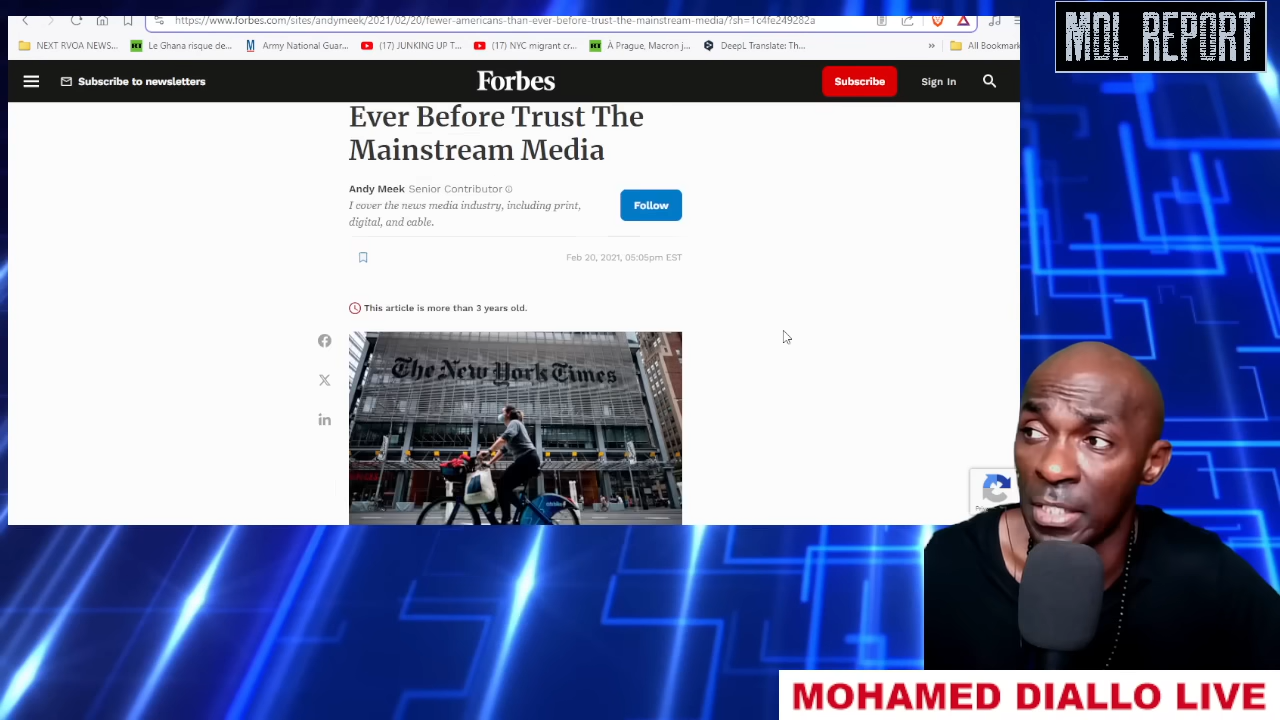 https://www.forbes.com/sites/andymeek/2021/02/20/fewer-americans-than-ever-before-trust-the-mainstream-media/?sh=1c4fe249282a
NEXT RVOA NEWS...
Le Ghana risque de...
Army National Guar...
(17) JUNKING UP T...
(17) NYC migrant cr...
À Prague, Macron j...
DeepL Translate: Th...
»
All Bookmark
MDL REPORT
Subscribe to newsletters
Forbes
Subscribe
Sign In
Ever Before Trust The
Mainstream Media
Andy Meek Senior Contributor
I cover the news media industry, including print,
digital, and cable.
Follow
Feb 20, 2021, 05:05pm EST
This article is more than 3 years old.
The New York Times
MOHAMED DIALLO LIVE